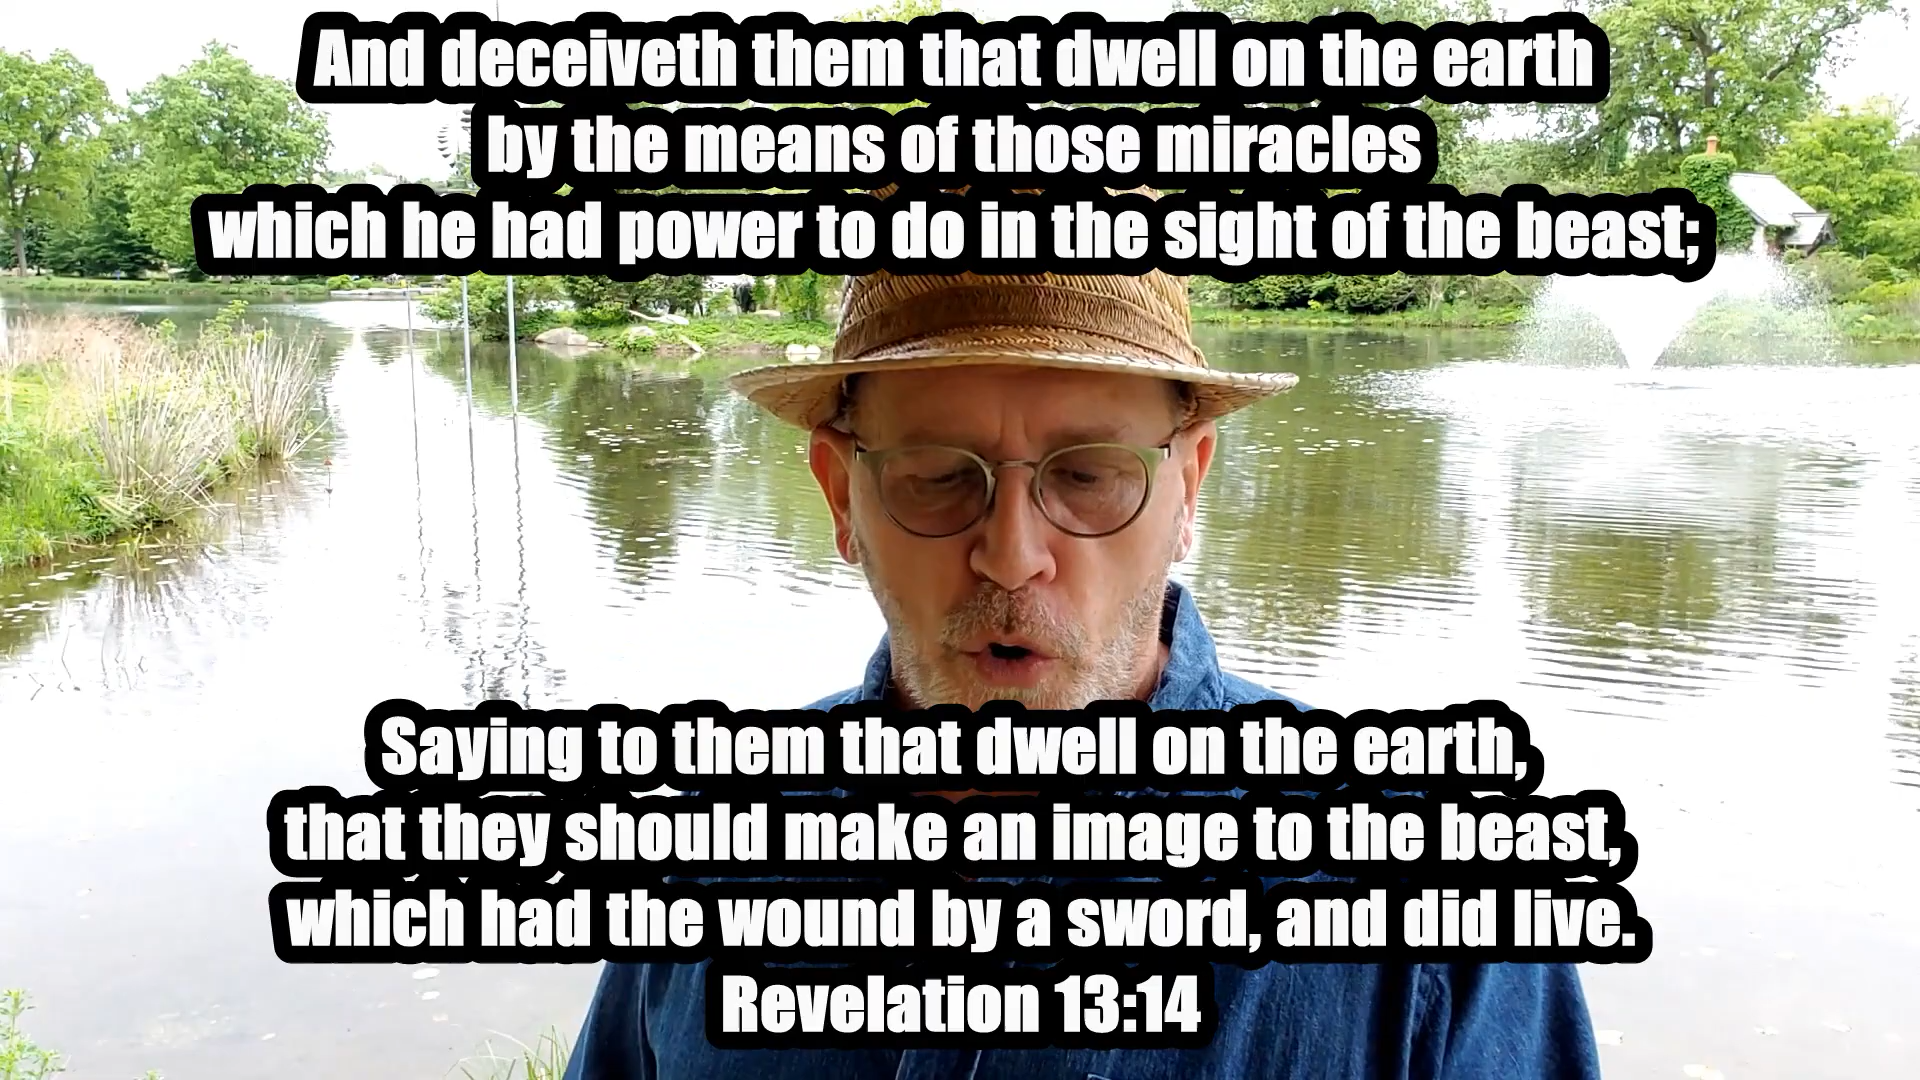 And deceiveth them that dwell on the earth
by the means of those miracles
which he had power to do in the sight of the beast;
Saying to them that dwell on the earth,
that they should make an image to the beast,
which had the wound by a sword, and did live.
Revelation 13:14